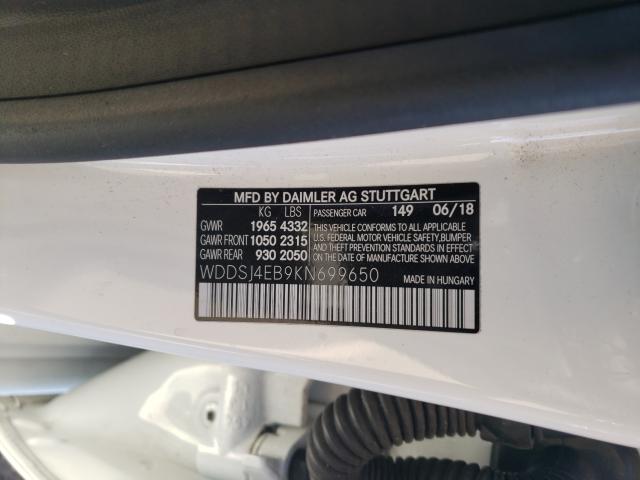 MFD BY DAIMLER AG STUTTGART
KG LBS PASSENGER CAR 149 06/18
GVWR 1965 4332 THIS VEHICLE CONFORMS TO ALL APPLICABLE
GAWR FRONT 1050 2315 U.S. FEDERAL MOTOR VEHICLE SAFETY, BUMPER
GAWR REAR 930 2050 AND THEFT PREVENTION STANDARDS IN EFFECT
ON THE DATE OF MANUFACTURE SHOWN ABOVE
WDDSJ4EB9KN699650 MADE IN HUNGARY